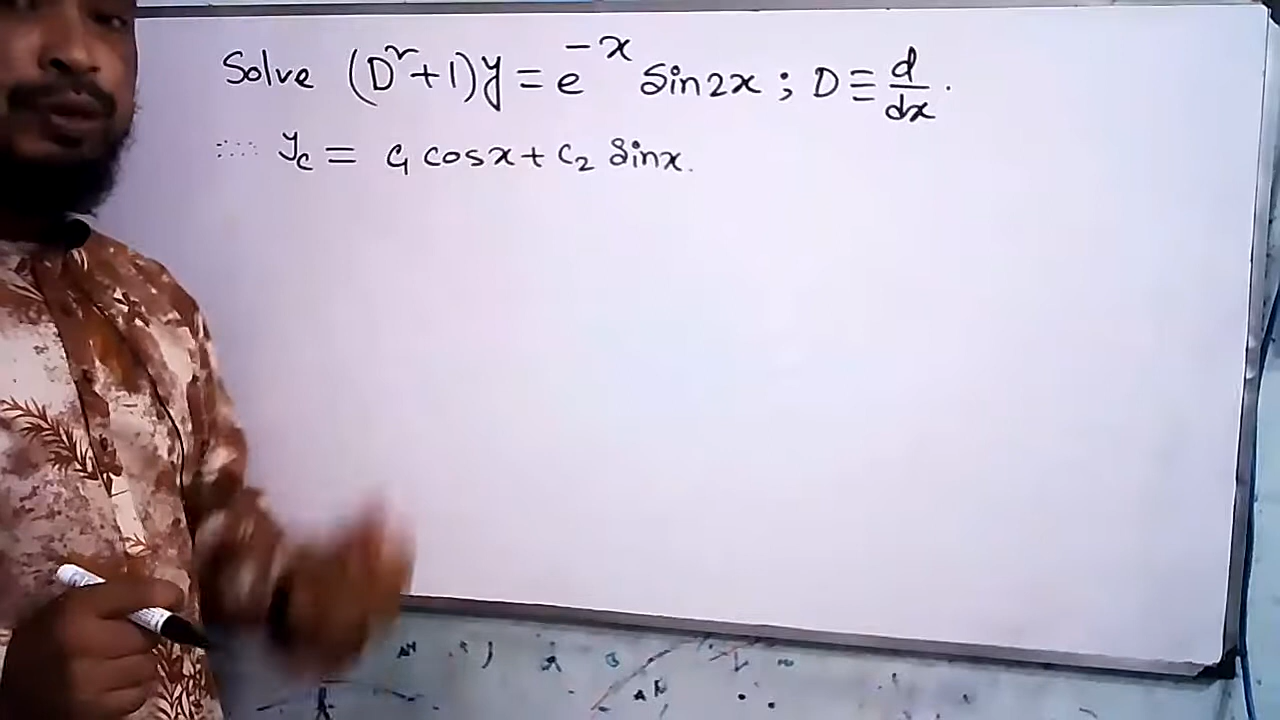 Solve (D²+1)y = e^{-x} sin2x ; D ≡ d/dx .
∴ y_c = c₁ cosx + c₂ sinx.